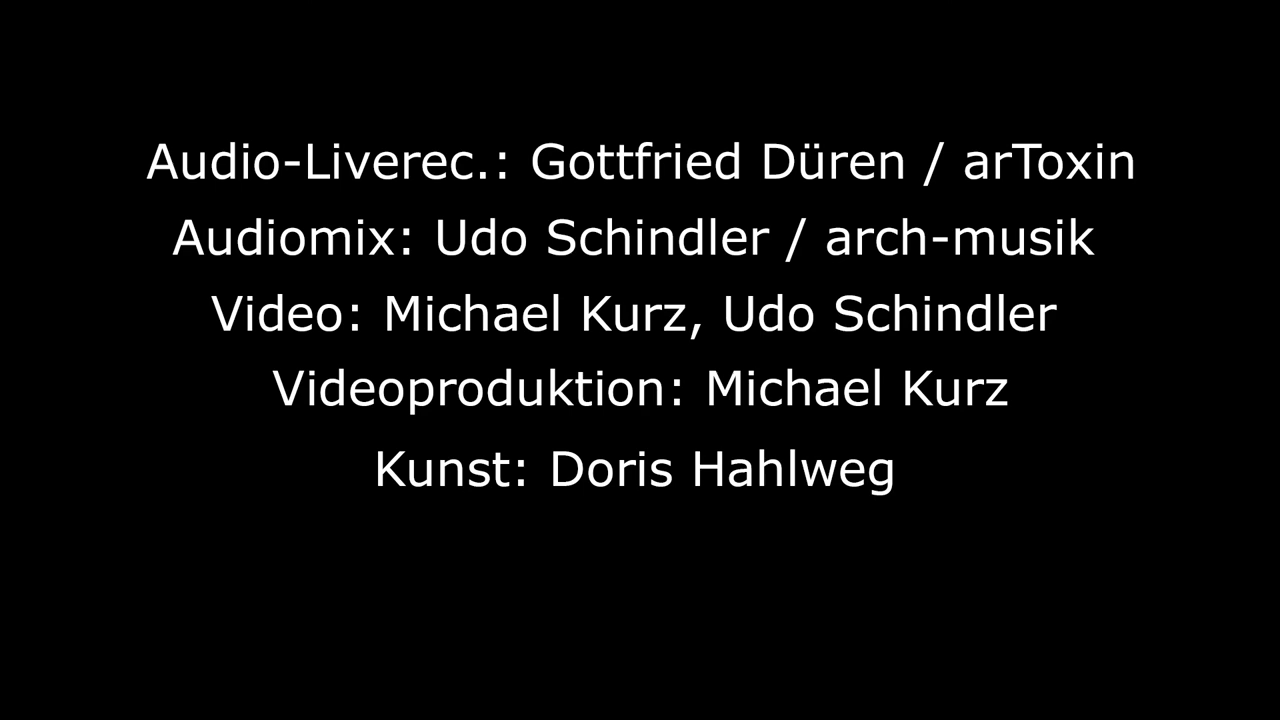 Audio-Liverec.: Gottfried Düren / arToxin
Audiomix: Udo Schindler / arch-musik
Video: Michael Kurz, Udo Schindler
Videoproduktion: Michael Kurz
Kunst: Doris Hahlweg